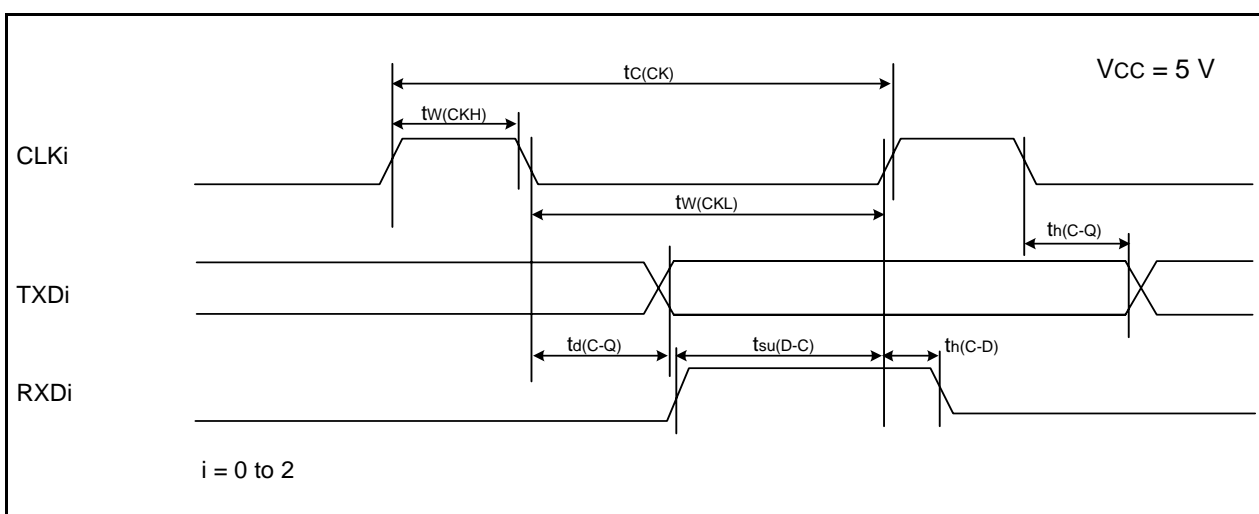 tC(CK)
VCC = 5 V
tW(CKH)
CLKi
tW(CKL)
th(C-Q)
TXDi
td(C-Q)
tsu(D-C)
th(C-D)
RXDi
i = 0 to 2